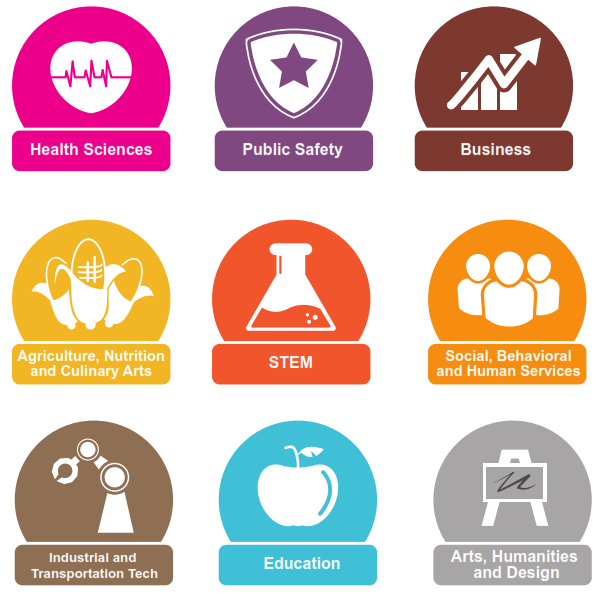 Health Sciences
Public Safety
Business
Agriculture, Nutrition
and Culinary Arts
STEM
Social, Behavioral
and Human Services
Industrial and
Transportation Tech
Education
Arts, Humanities
and Design